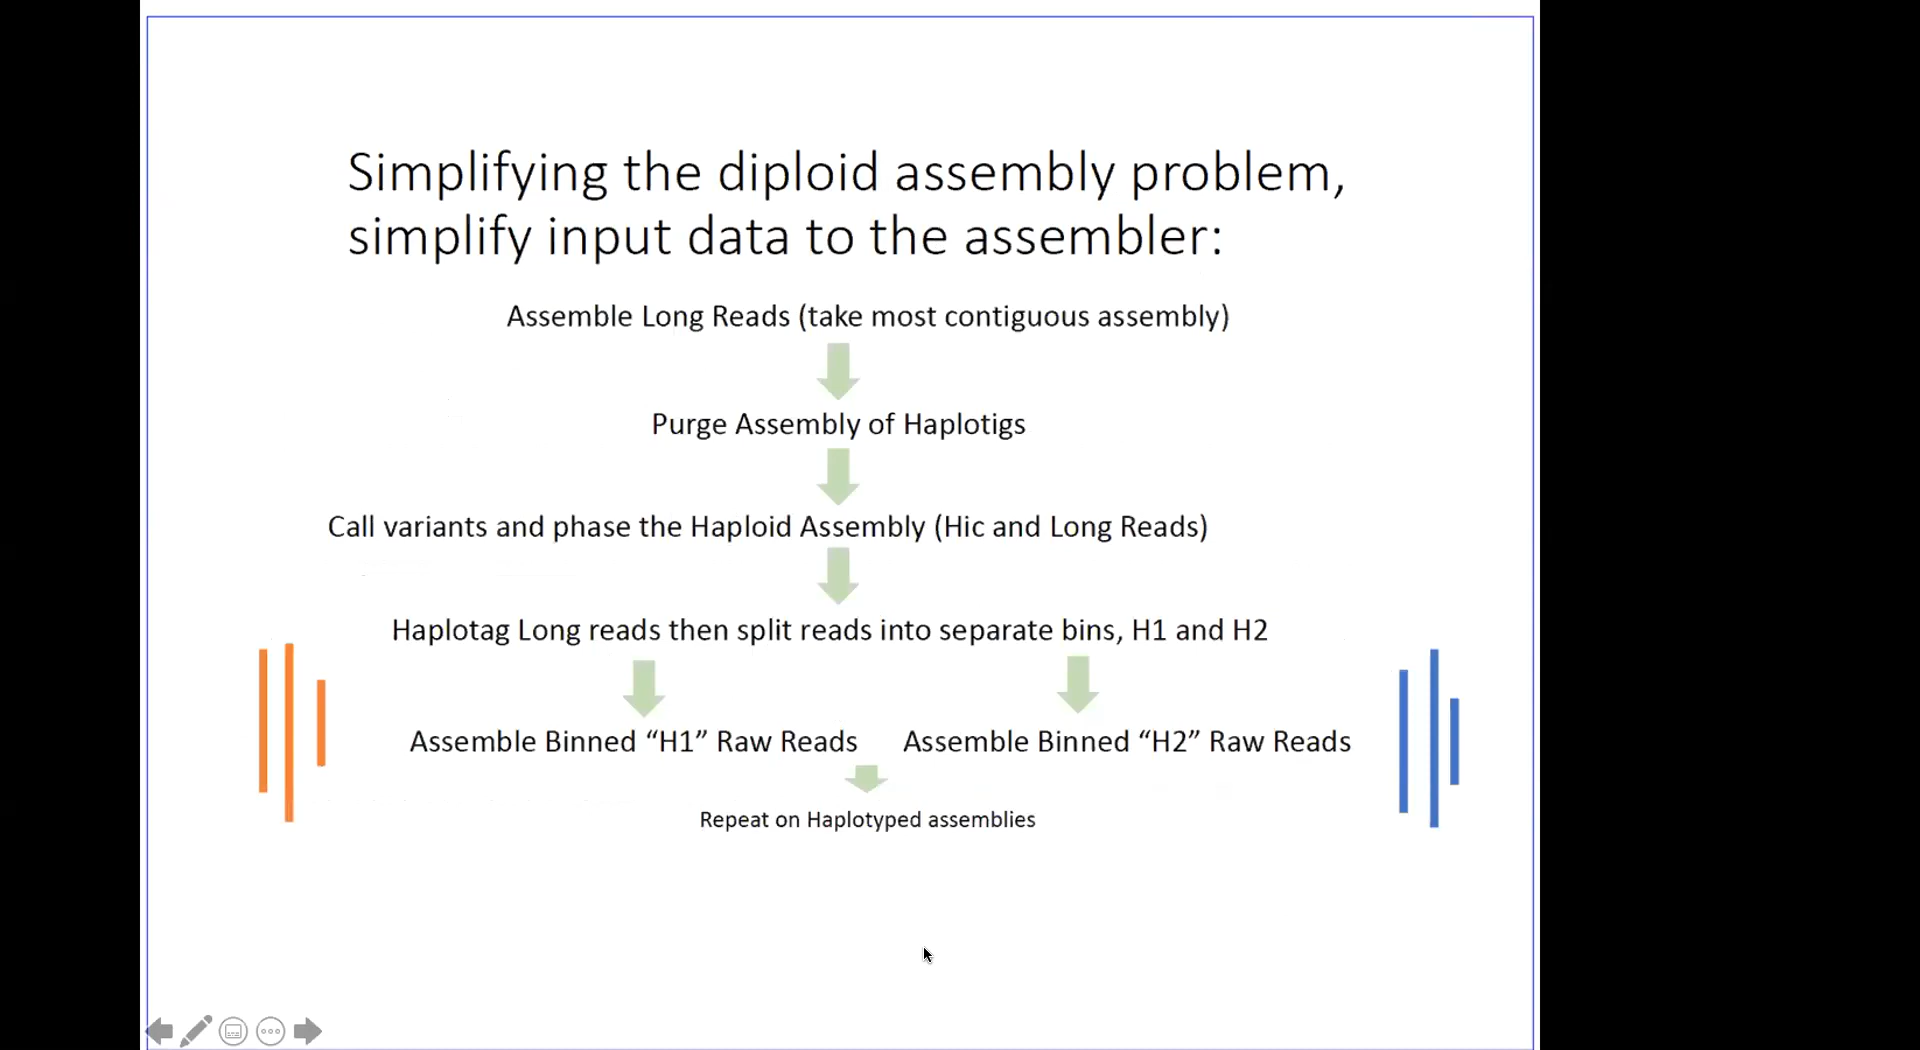 Simplifying the diploid assembly problem,
simplify input data to the assembler:
Assemble Long Reads (take most contiguous assembly)
Purge Assembly of Haplotigs
Call variants and phase the Haploid Assembly (Hic and Long Reads)
Haplotag Long reads then split reads into separate bins, H1 and H2
Assemble Binned “H1” Raw Reads
Assemble Binned “H2” Raw Reads
Repeat on Haplotyped assemblies